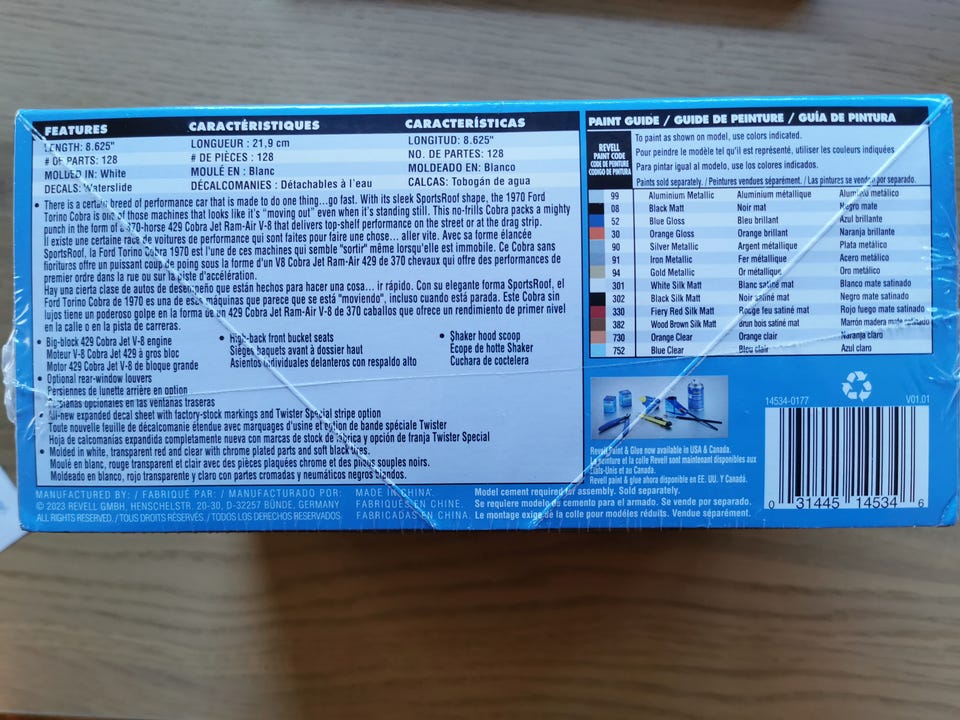 FEATURES
LENGTH: 8.625"
# OF PARTS: 128
MOLDED IN: White
DECALS: Waterslide
CARACTÉRISTIQUES
LONGUEUR : 21,9 cm
# DE PIÈCES : 128
MOULÉ EN : Blanc
DÉCALCOMANIES : Détachables à l'eau
CARACTERÍSTICAS
LONGITUD: 8.625"
NO. DE PARTES: 128
MOLDEADO EN: Blanco
CALCAS: Tobogán de agua
• There is a certain breed of performance car that is made to do one thing...go fast. With its sleek SportsRoof shape, the 1970 Ford
Torino Cobra is one of those machines that looks like it's "moving out" even when it's standing still. This no-frills Cobra packs a mighty
punch in the form of a 370-horse 429 Cobra Jet Ram-Air V-8 that delivers top-shelf performance on the street or at the drag strip.
Il existe une certaine race de voitures de performance qui sont faites pour faire une chose... aller vite. Avec sa forme élancée
SportsRoof, la Ford Torino Cobra 1970 est l'une de ces machines qui semble "sortir" même lorsqu'elle est immobile. Ce Cobra sans
fioritures offre un puissant coup de poing sous la forme d'un V8 Cobra Jet Ram-Air 429 de 370 chevaux qui offre des performances de
premier ordre dans la rue ou sur la piste d'accélération.
Hay una cierta clase de autos de desempeño que están hechos para hacer una cosa... ir rápido. Con su elegante forma SportsRoof, el
Ford Torino Cobra de 1970 es una de esas máquinas que parece que se está "moviendo", incluso cuando está parada. Este Cobra sin
lujos tiene un poderoso golpe en la forma de un 429 Cobra Jet Ram-Air V-8 de 370 caballos que ofrece un rendimiento de primer nivel
en la calle o en la pista de carreras.
• Big-block 429 Cobra Jet V-8 engine
Moteur V-8 Cobra Jet 429 à gros bloc
Motor 429 Cobra Jet V-8 de bloque grande
• High-back front bucket seats
Sièges baquets avant à dossier haut
Asientos individuales delanteros con respaldo alto
• Shaker hood scoop
Ecope de hotte Shaker
Cuchara de coctelera
• Optional rear-window louvers
Persiennes de lunette arrière en option
Persianas opcionales en las ventanas traseras
• All-new expanded decal sheet with factory-stock markings and Twister Special stripe option
Toute nouvelle feuille de décalcomanie étendue avec marquages d'usine et option de bande spéciale Twister
Hoja de calcomanías expandida completamente nueva con marcas de stock de fábrica y opción de franja Twister Special
• Molded in white, transparent red and clear with chrome plated parts and soft black tires.
Moulé en blanc, rouge transparent et clair avec des pièces plaquées chrome et des pneus souples noirs.
Moldeado en blanco, rojo transparente y claro con partes cromadas y neumáticos negros blandos.
MANUFACTURED BY: / FABRIQUÉ PAR: / MANUFACTURADO POR:
© 2023 REVELL GMBH, HENSCHELSTR. 20-30, D-32257 BÜNDE, GERMANY
ALL RIGHTS RESERVED. / TOUS DROITS RÉSERVÉS. / TODOS LOS DERECHOS RESERVADOS.
MADE IN CHINA.
FABRIQUÉS EN CHINE.
FABRICADAS EN CHINA.
Model cement required for assembly. Sold separately.
Se requiere modelo de cemento para el armado. Se vende por separado.
Le montage exige de la colle pour modéles réduits. Vendue séparément.
PAINT GUIDE / GUIDE DE PEINTURE / GUÍA DE PINTURA
REVELL
PAINT CODE
CODE DE PEINTURE
CÓDIGO DE PINTURA
To paint as shown on model, use colors indicated.
Pour peindre le modèle tel qu'il est représenté, utiliser les couleurs indiquées
Para pintar igual al modelo, use los colores indicados.
Paints sold separately. / Peintures vendues séparément. / Las pinturas se venden por separado.
99 Aluminium Metallic Aluminium métallique Aluminio metálico
08 Black Matt Noir mat Negro mate
52 Blue Gloss Bleu brillant Azul brillante
30 Orange Gloss Orange brillant Naranja brillante
90 Silver Metallic Argent métallique Plata metálico
91 Iron Metallic Fer métallique Acero metálico
94 Gold Metallic Or métallique Oro metálico
301 White Silk Matt Blanc satiné mat Blanco mate satinado
302 Black Silk Matt Noir satiné mat Negro mate satinado
330 Fiery Red Silk Matt Rouge feu satiné mat Rojo fuego mate satinado
382 Wood Brown Silk Matt Brun bois satiné mat Marrón madera mate satinado
730 Orange Clear Orange clair Naranja claro
752 Blue Clear Bleu clair Azul claro
Revell Paint & Glue now available in USA & Canada.
La peinture et la colle Revell sont maintenant disponibles aux
États-Unis et au Canada.
Revell paint & glue ahora disponible en EE. UU. Y Canadá.
14534-0177
V01.01
0 31445 14534 6